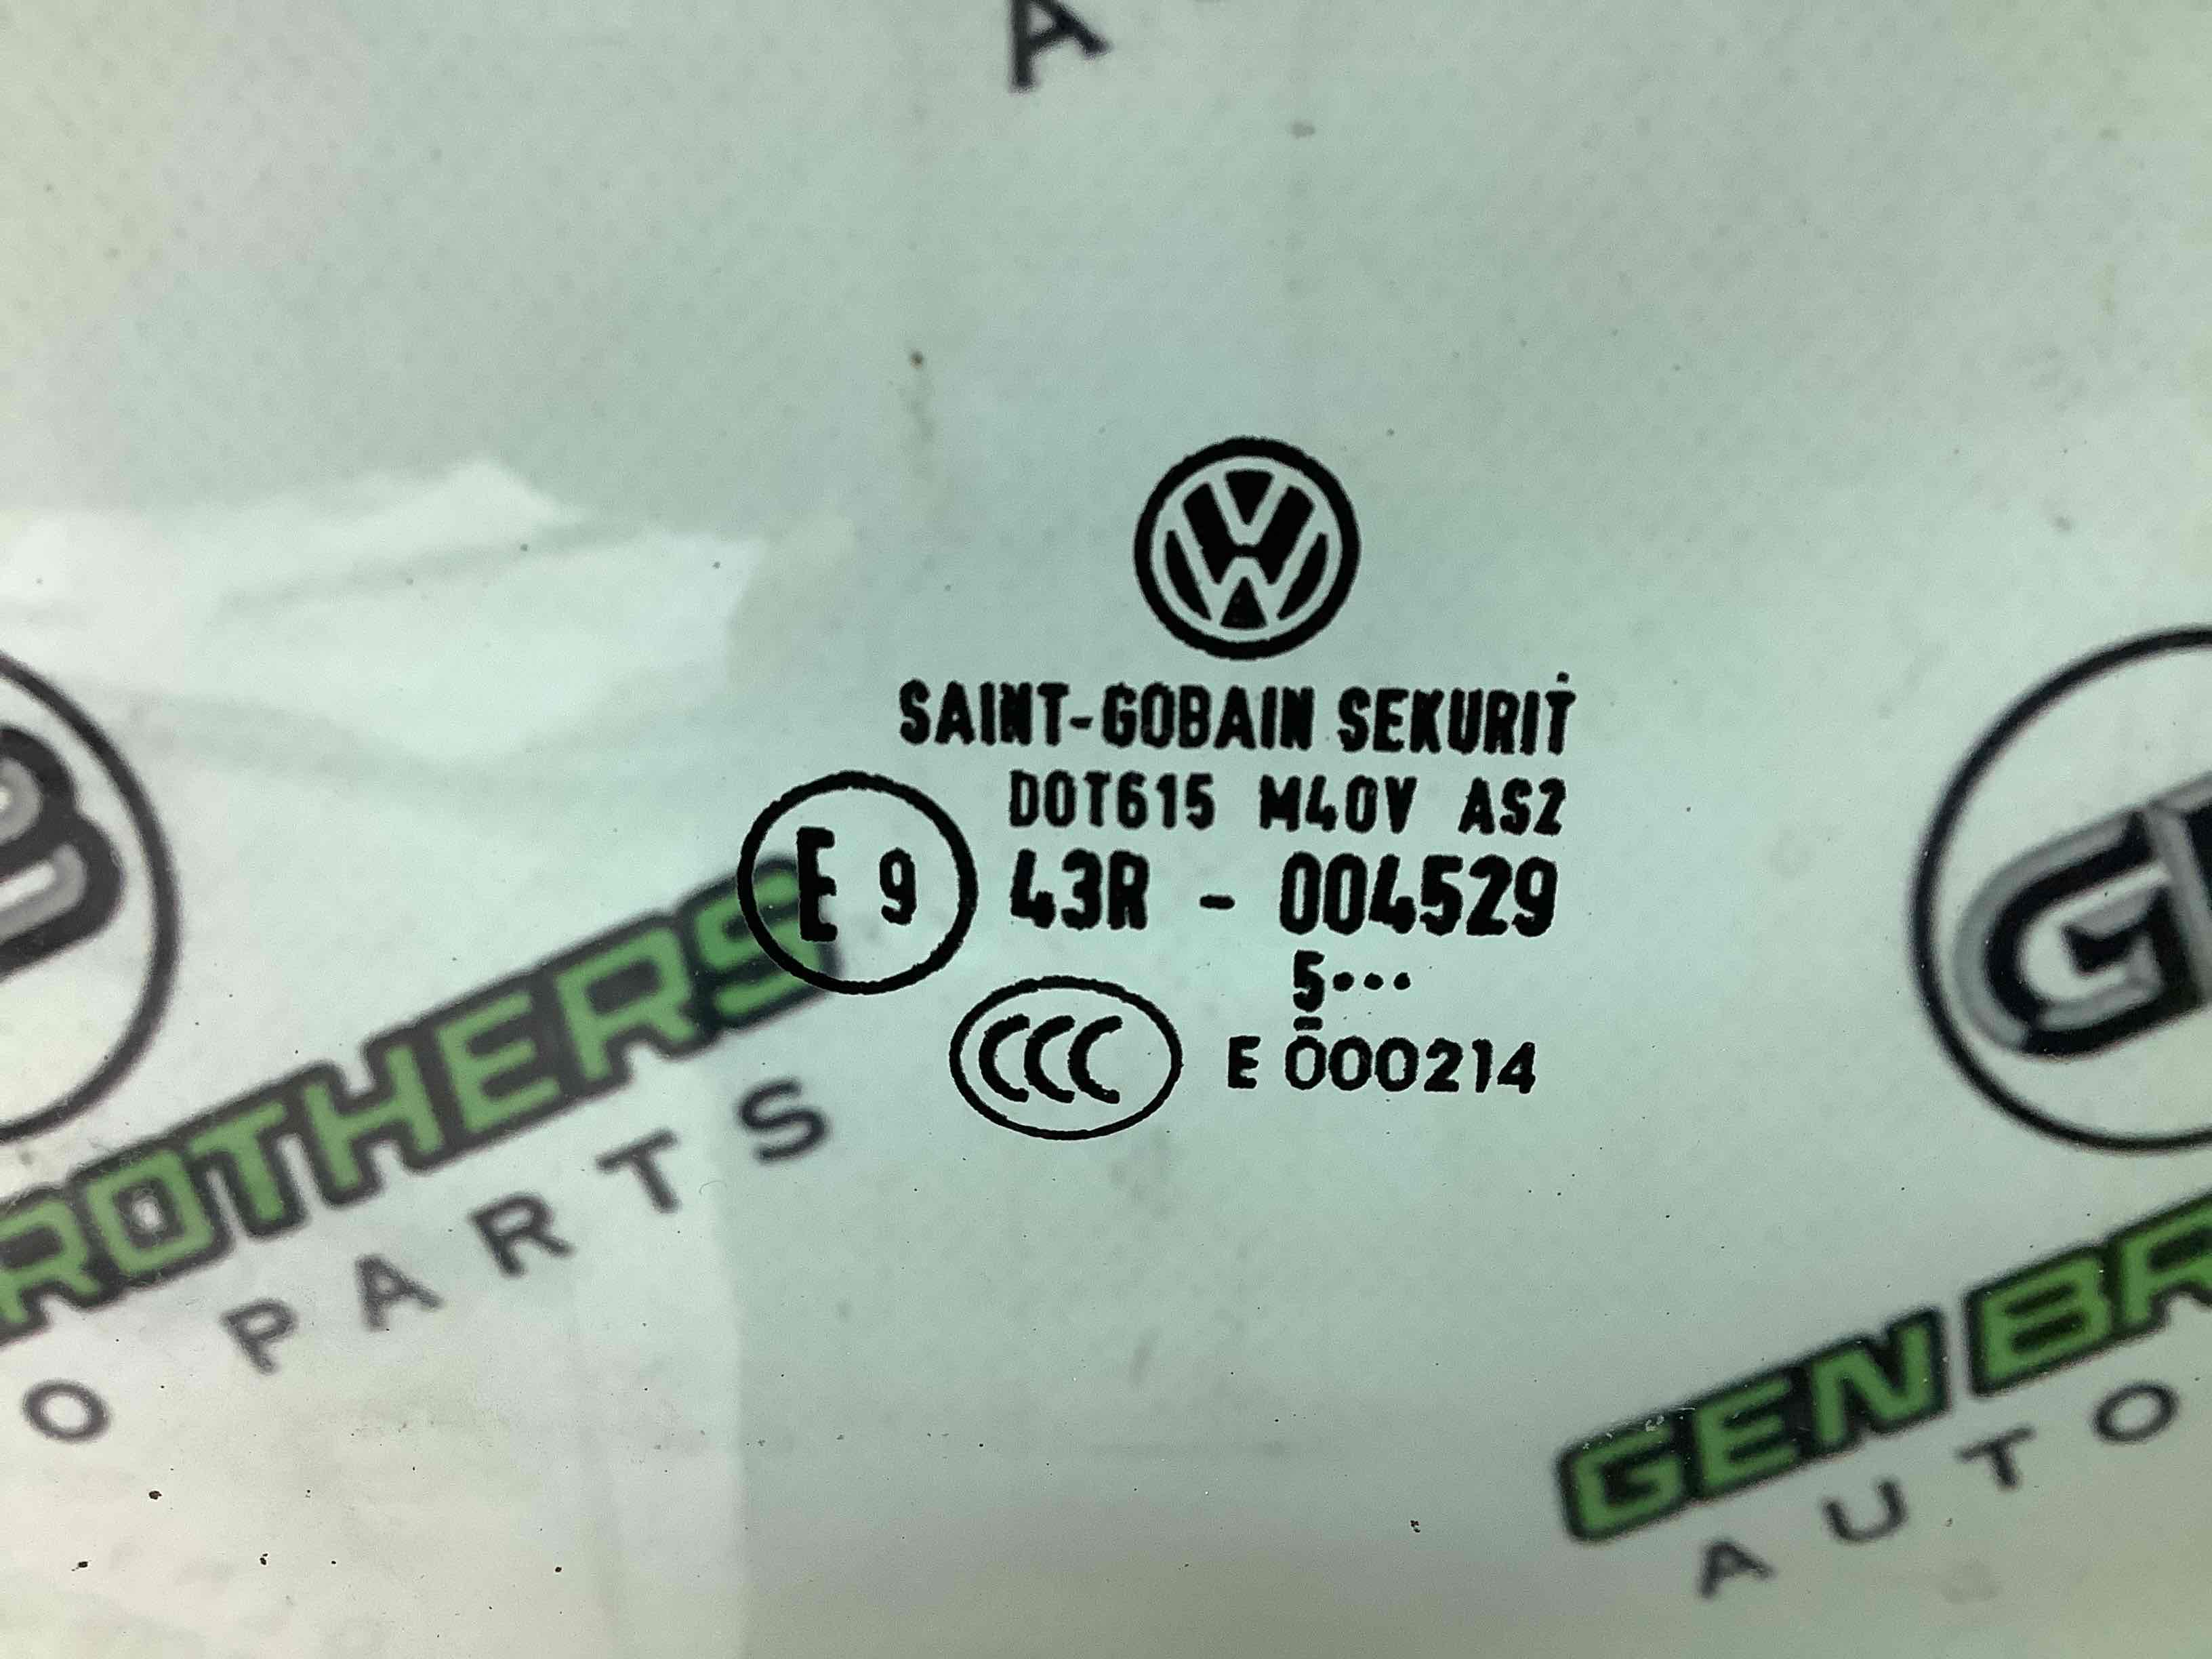 A
SAINT-GOBAIN SEKURIT
DOT615 M40V AS2
E 9 43R - 004529
5...
CCC E 000214
ROTHERS
O PARTS
GEN BR
AUTO